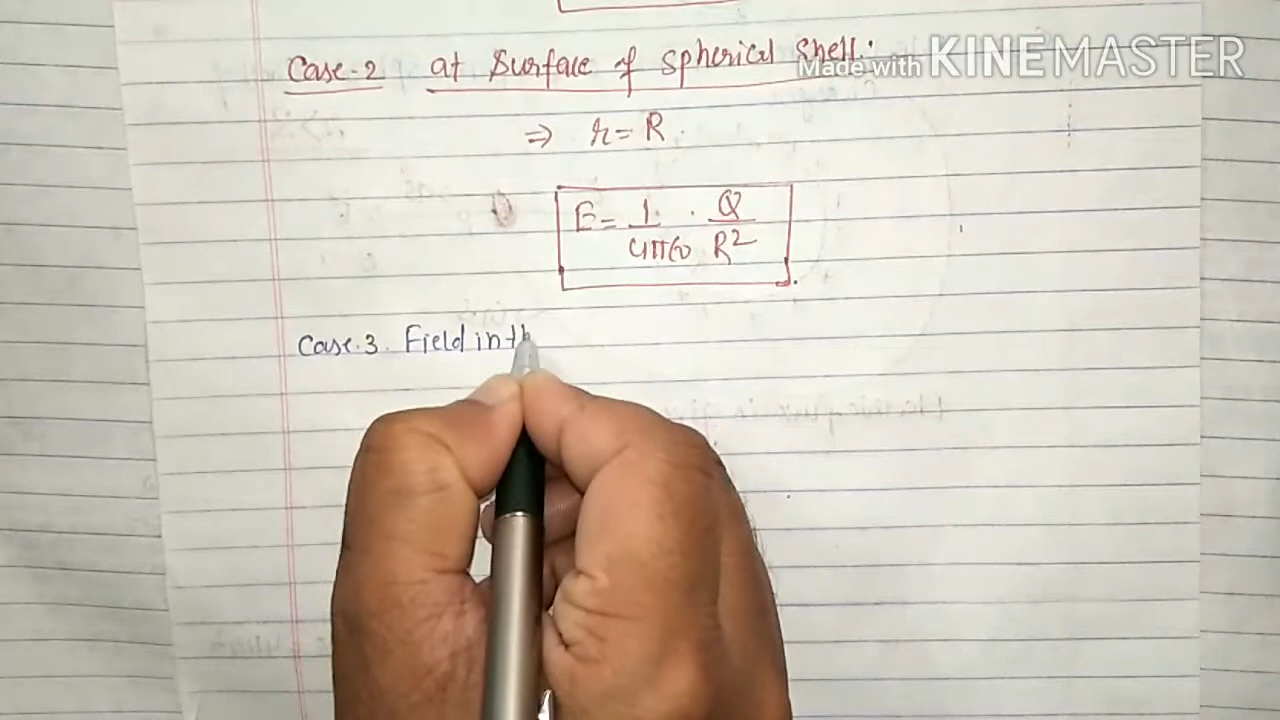 Case-2 at Surface of Spherical Shell:
Made with KINEMASTER
⇒ r = R.
E = 1/4πε0 · Q/R²
Case.3. Field in th